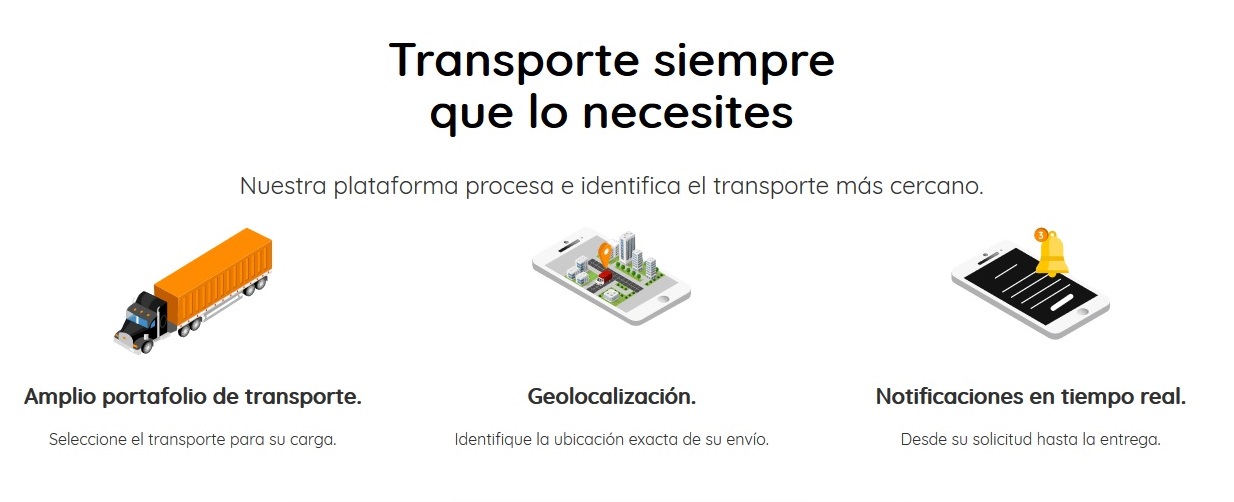 Transporte siempre
que lo necesites
Nuestra plataforma procesa e identifica el transporte más cercano.
3
Amplio portafolio de transporte.
Seleccione el transporte para su carga.
Geolocalización.
Identifique la ubicación exacta de su envío.
Notificaciones en tiempo real.
Desde su solicitud hasta la entrega.